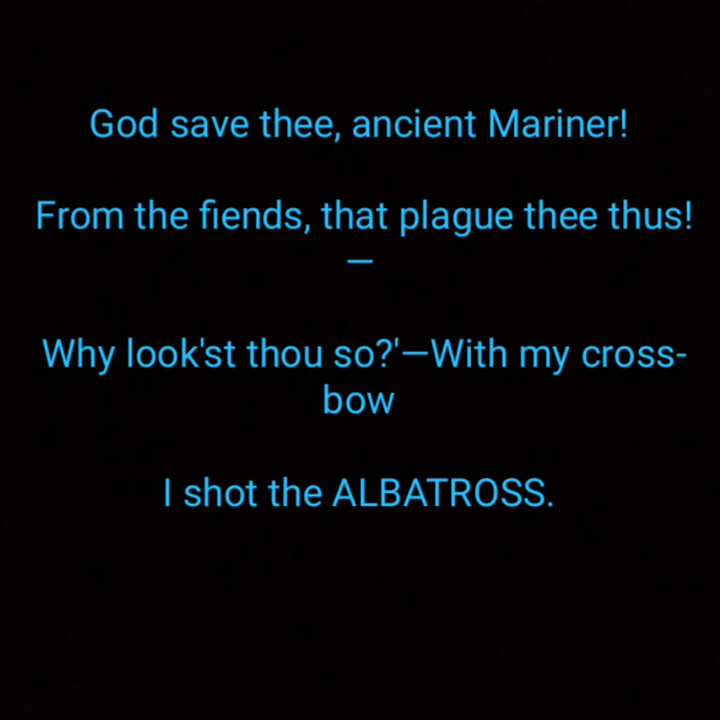 God save thee, ancient Mariner!
From the fiends, that plague thee thus!
—
Why look'st thou so?'—With my cross-
bow
I shot the ALBATROSS.